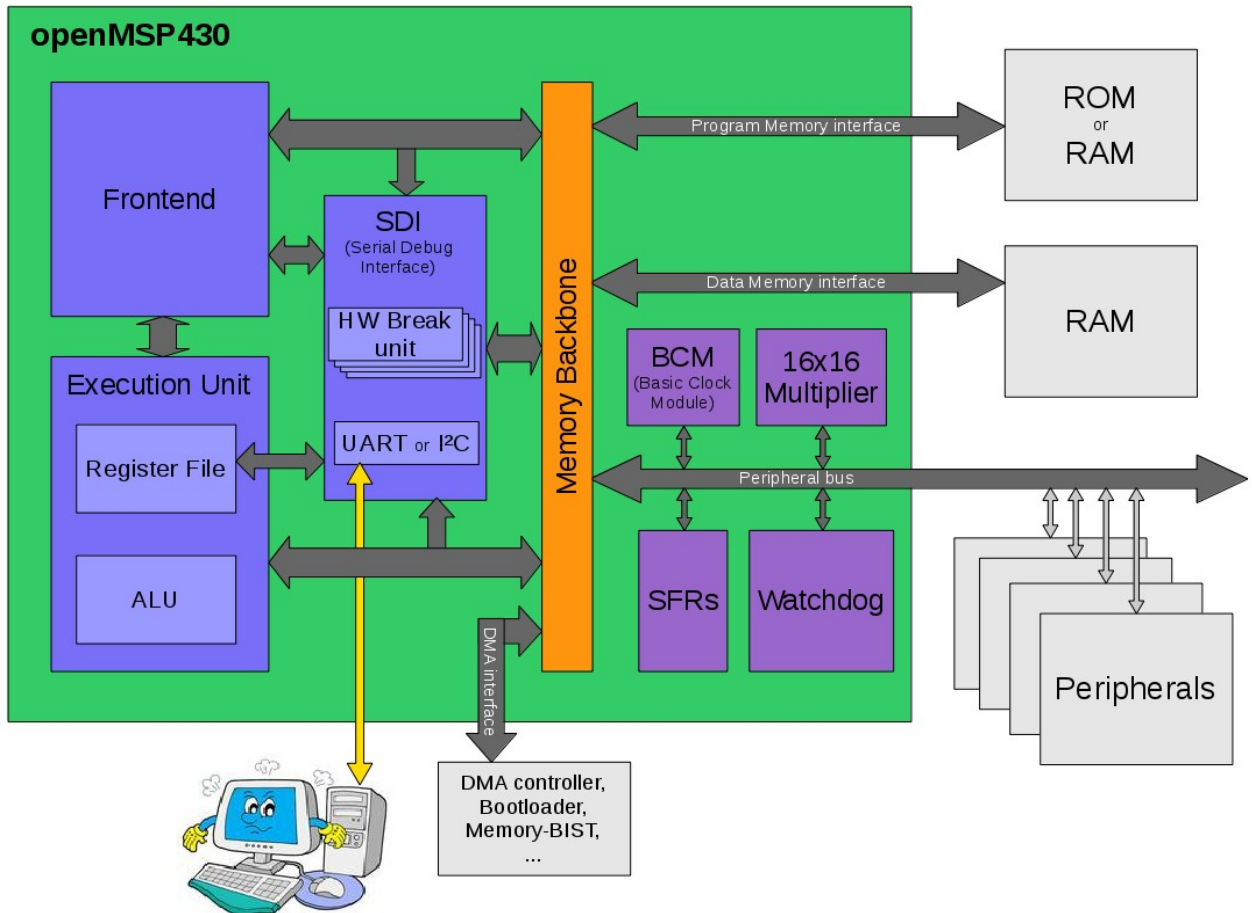 openMSP430
Frontend
SDI
(Serial Debug
Interface)
HW Break
unit
UART or I²C
Execution Unit
Register File
ALU
Memory Backbone
Program Memory interface
Data Memory interface
BCM
(Basic Clock
Module)
16x16
Multiplier
Peripheral bus
SFRs
Watchdog
DMA interface
ROM
or
RAM
RAM
Peripherals
DMA controller,
Bootloader,
Memory-BIST,
...